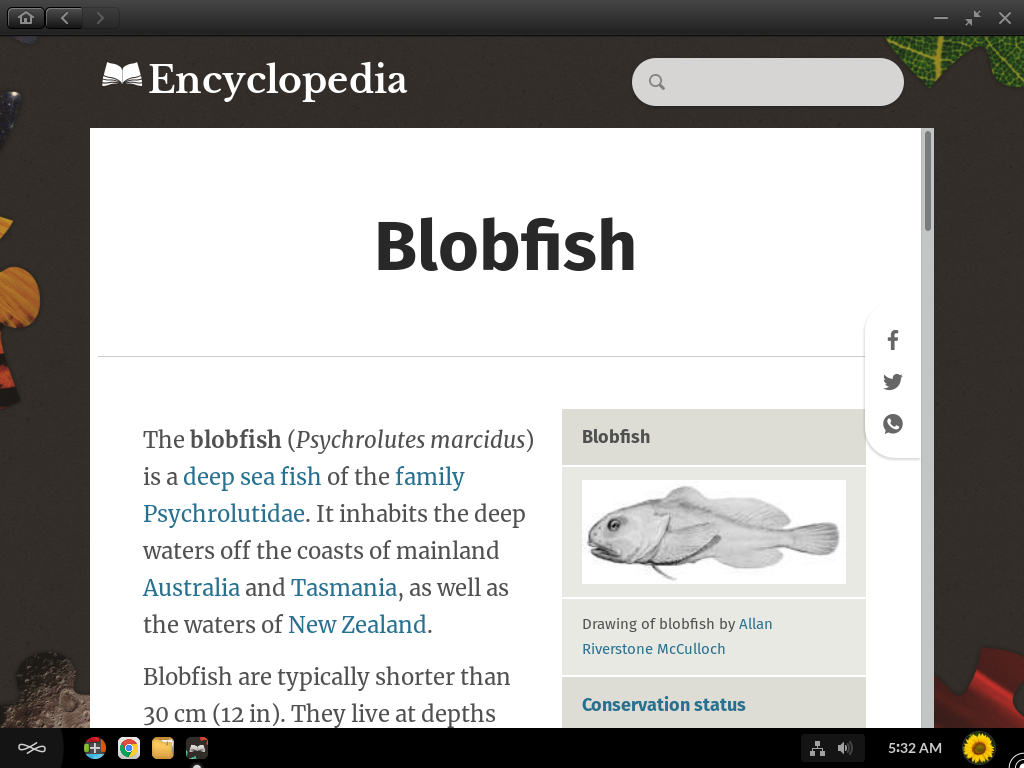 Encyclopedia
Blobfish
The blobfish (Psychrolutes marcidus)
is a deep sea fish of the family
Psychrolutidae. It inhabits the deep
waters off the coasts of mainland
Australia and Tasmania, as well as
the waters of New Zealand.
Blobfish are typically shorter than
30 cm (12 in). They live at depths
Blobfish
Drawing of blobfish by Allan
Riverstone McCulloch
Conservation status
5:32 AM